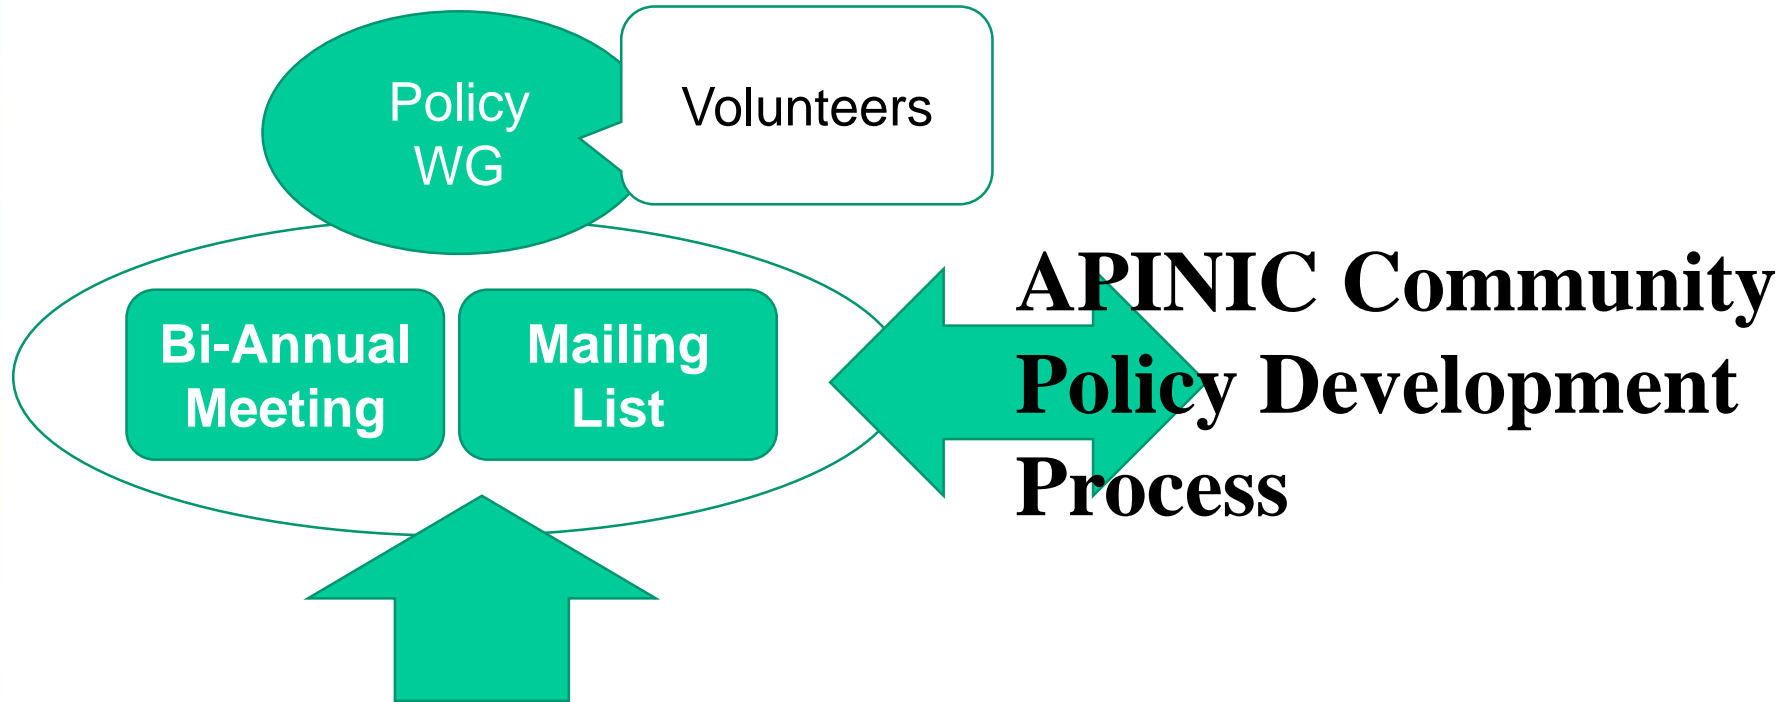 Policy
WG
Volunteers
Bi-Annual
Meeting
Mailing
List
APINIC Community
Policy Development
Process